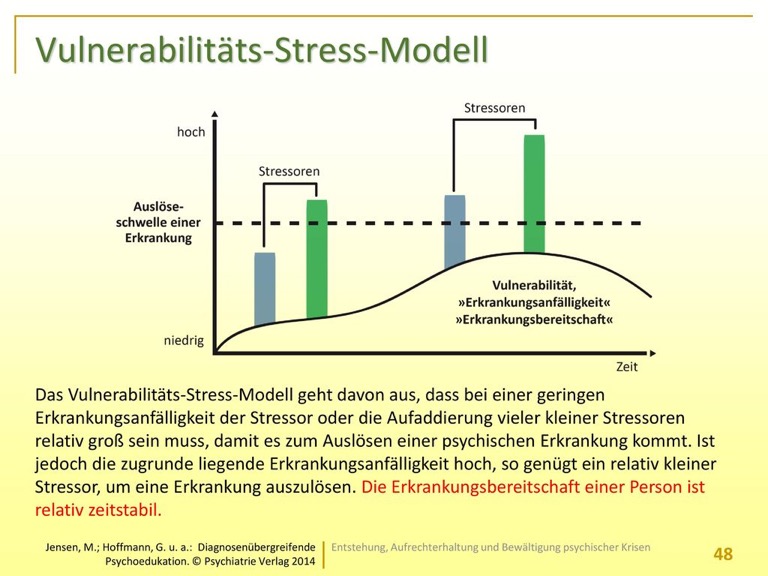 Vulnerabilitäts-Stress-Modell
Stressoren
hoch
Stressoren
Auslöse-
schwelle einer
Erkrankung
Vulnerabilität,
»Erkrankungsanfälligkeit«
»Erkrankungsbereitschaft«
niedrig
Zeit
Das Vulnerabilitäts-Stress-Modell geht davon aus, dass bei einer geringen
Erkrankungsanfälligkeit der Stressor oder die Aufaddierung vieler kleiner Stressoren
relativ groß sein muss, damit es zum Auslösen einer psychischen Erkrankung kommt. Ist
jedoch die zugrunde liegende Erkrankungsanfälligkeit hoch, so genügt ein relativ kleiner
Stressor, um eine Erkrankung auszulösen. Die Erkrankungsbereitschaft einer Person ist
relativ zeitstabil.
Jensen, M.; Hoffmann, G. u. a.: Diagnosenübergreifende
Psychoedukation. © Psychiatrie Verlag 2014
Entstehung, Aufrechterhaltung und Bewältigung psychischer Krisen
48